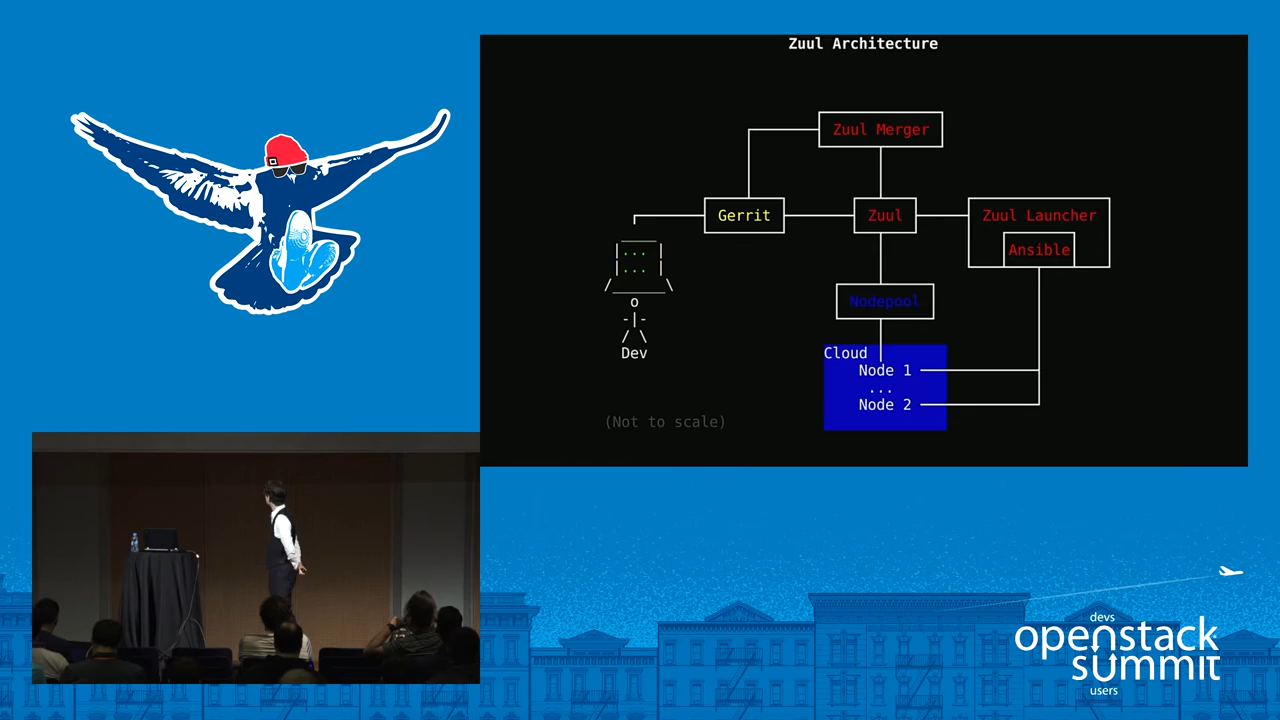 Zuul Architecture
Zuul Merger
Gerrit
Zuul
Zuul Launcher
Ansible
Nodepool
Dev
Cloud
Node 1
...
Node 2
(Not to scale)
devs
openstack
summit
users